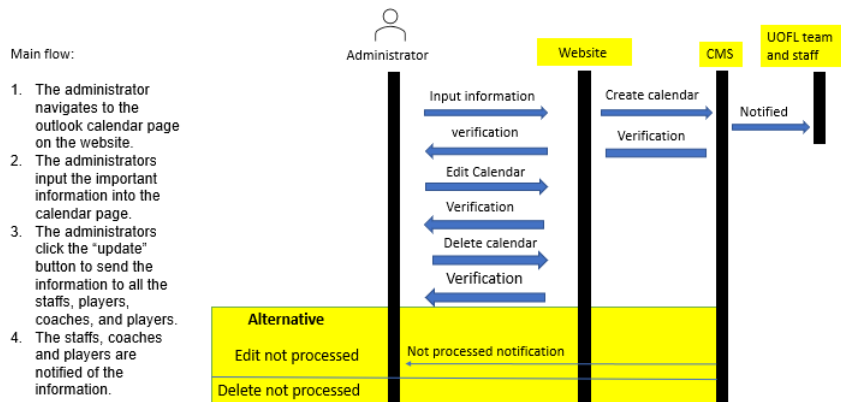 Main flow:
1. The administrator
navigates to the
outlook calendar page
on the website.
2. The administrators
input the important
information into the
calendar page.
3. The administrators
click the “update”
button to send the
information to all the
staffs, players,
coaches, and players.
4. The staffs, coaches
and players are
notified of the
information.
Administrator
Website
CMS
UOFL team
and staff
Input information
Create calendar
Notified
verification
Verification
Edit Calendar
Verification
Delete calendar
Verification
Alternative
Edit not processed
Not processed notification
Delete not processed